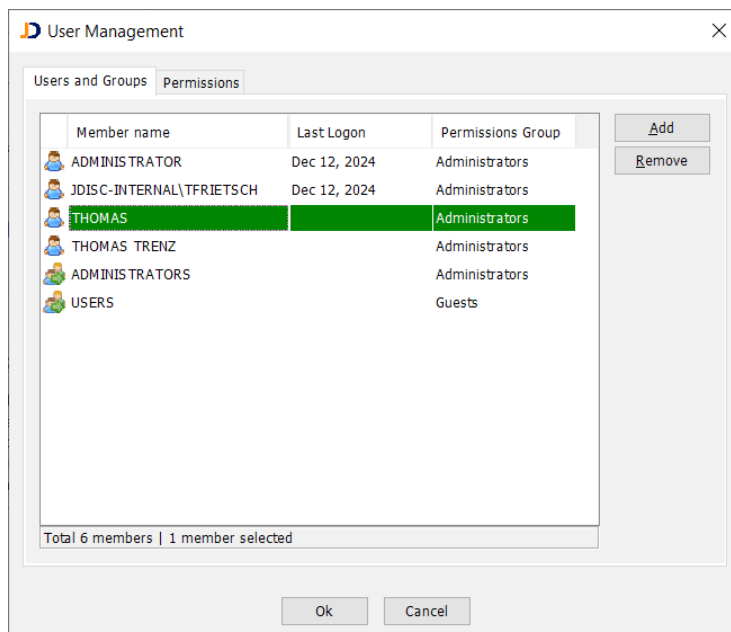 User Management
Users and Groups Permissions
Member name Last Logon Permissions Group
ADMINISTRATOR Dec 12, 2024 Administrators
JDISC-INTERNAL\TFRIETSCH Dec 12, 2024 Administrators
THOMAS Administrators
THOMAS TRENZ Administrators
ADMINISTRATORS Administrators
USERS Guests
Add
Remove
Total 6 members | 1 member selected
Ok Cancel